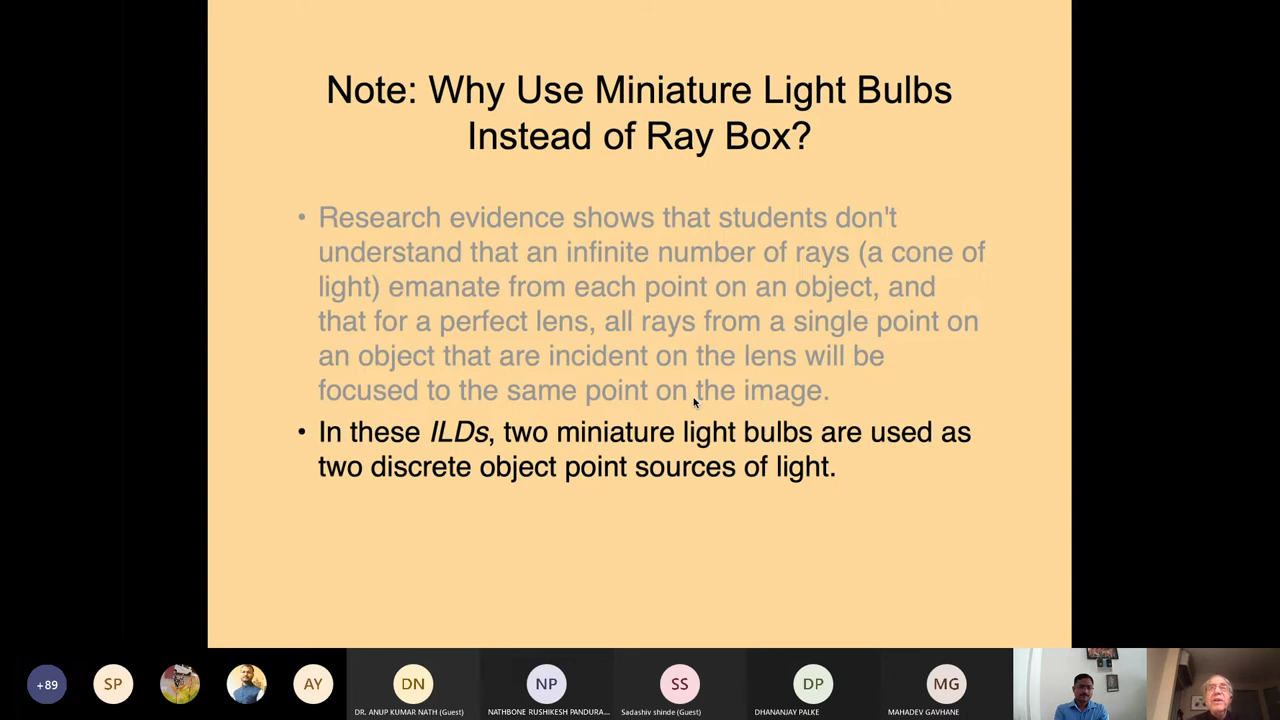 Note: Why Use Miniature Light Bulbs
Instead of Ray Box?
• Research evidence shows that students don't
understand that an infinite number of rays (a cone of
light) emanate from each point on an object, and
that for a perfect lens, all rays from a single point on
an object that are incident on the lens will be
focused to the same point on the image.
• In these ILDs, two miniature light bulbs are used as
two discrete object point sources of light.
+89
SP
AY
DN
NP
SS
DP
MG
DR. ANUP KUMAR NATH (Guest)
NATHBONE RUSHIKESH PANDURA...
Sadashiv shinde (Guest)
DHANANJAY PALKE
MAHADEV GAVHANE